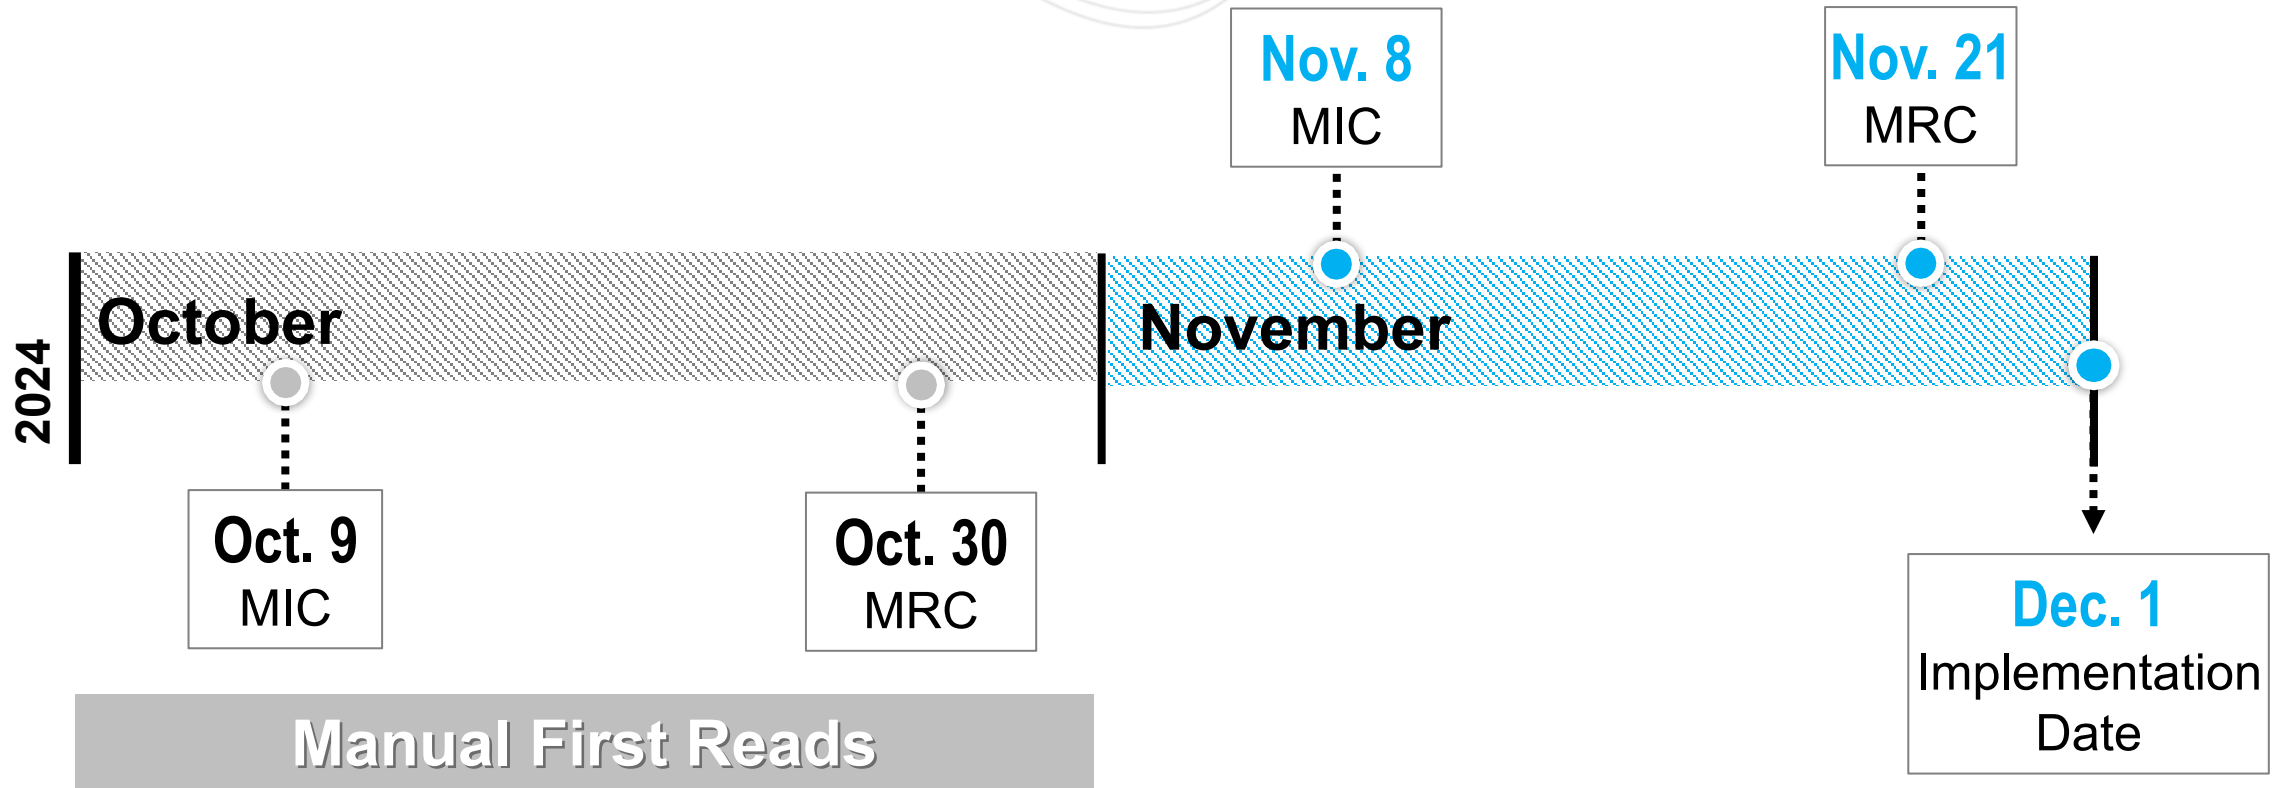 Nov. 8
MIC
Nov. 21
MRC
2024
October
November
Oct. 9
MIC
Oct. 30
MRC
Dec. 1
Implementation
Date
Manual First Reads